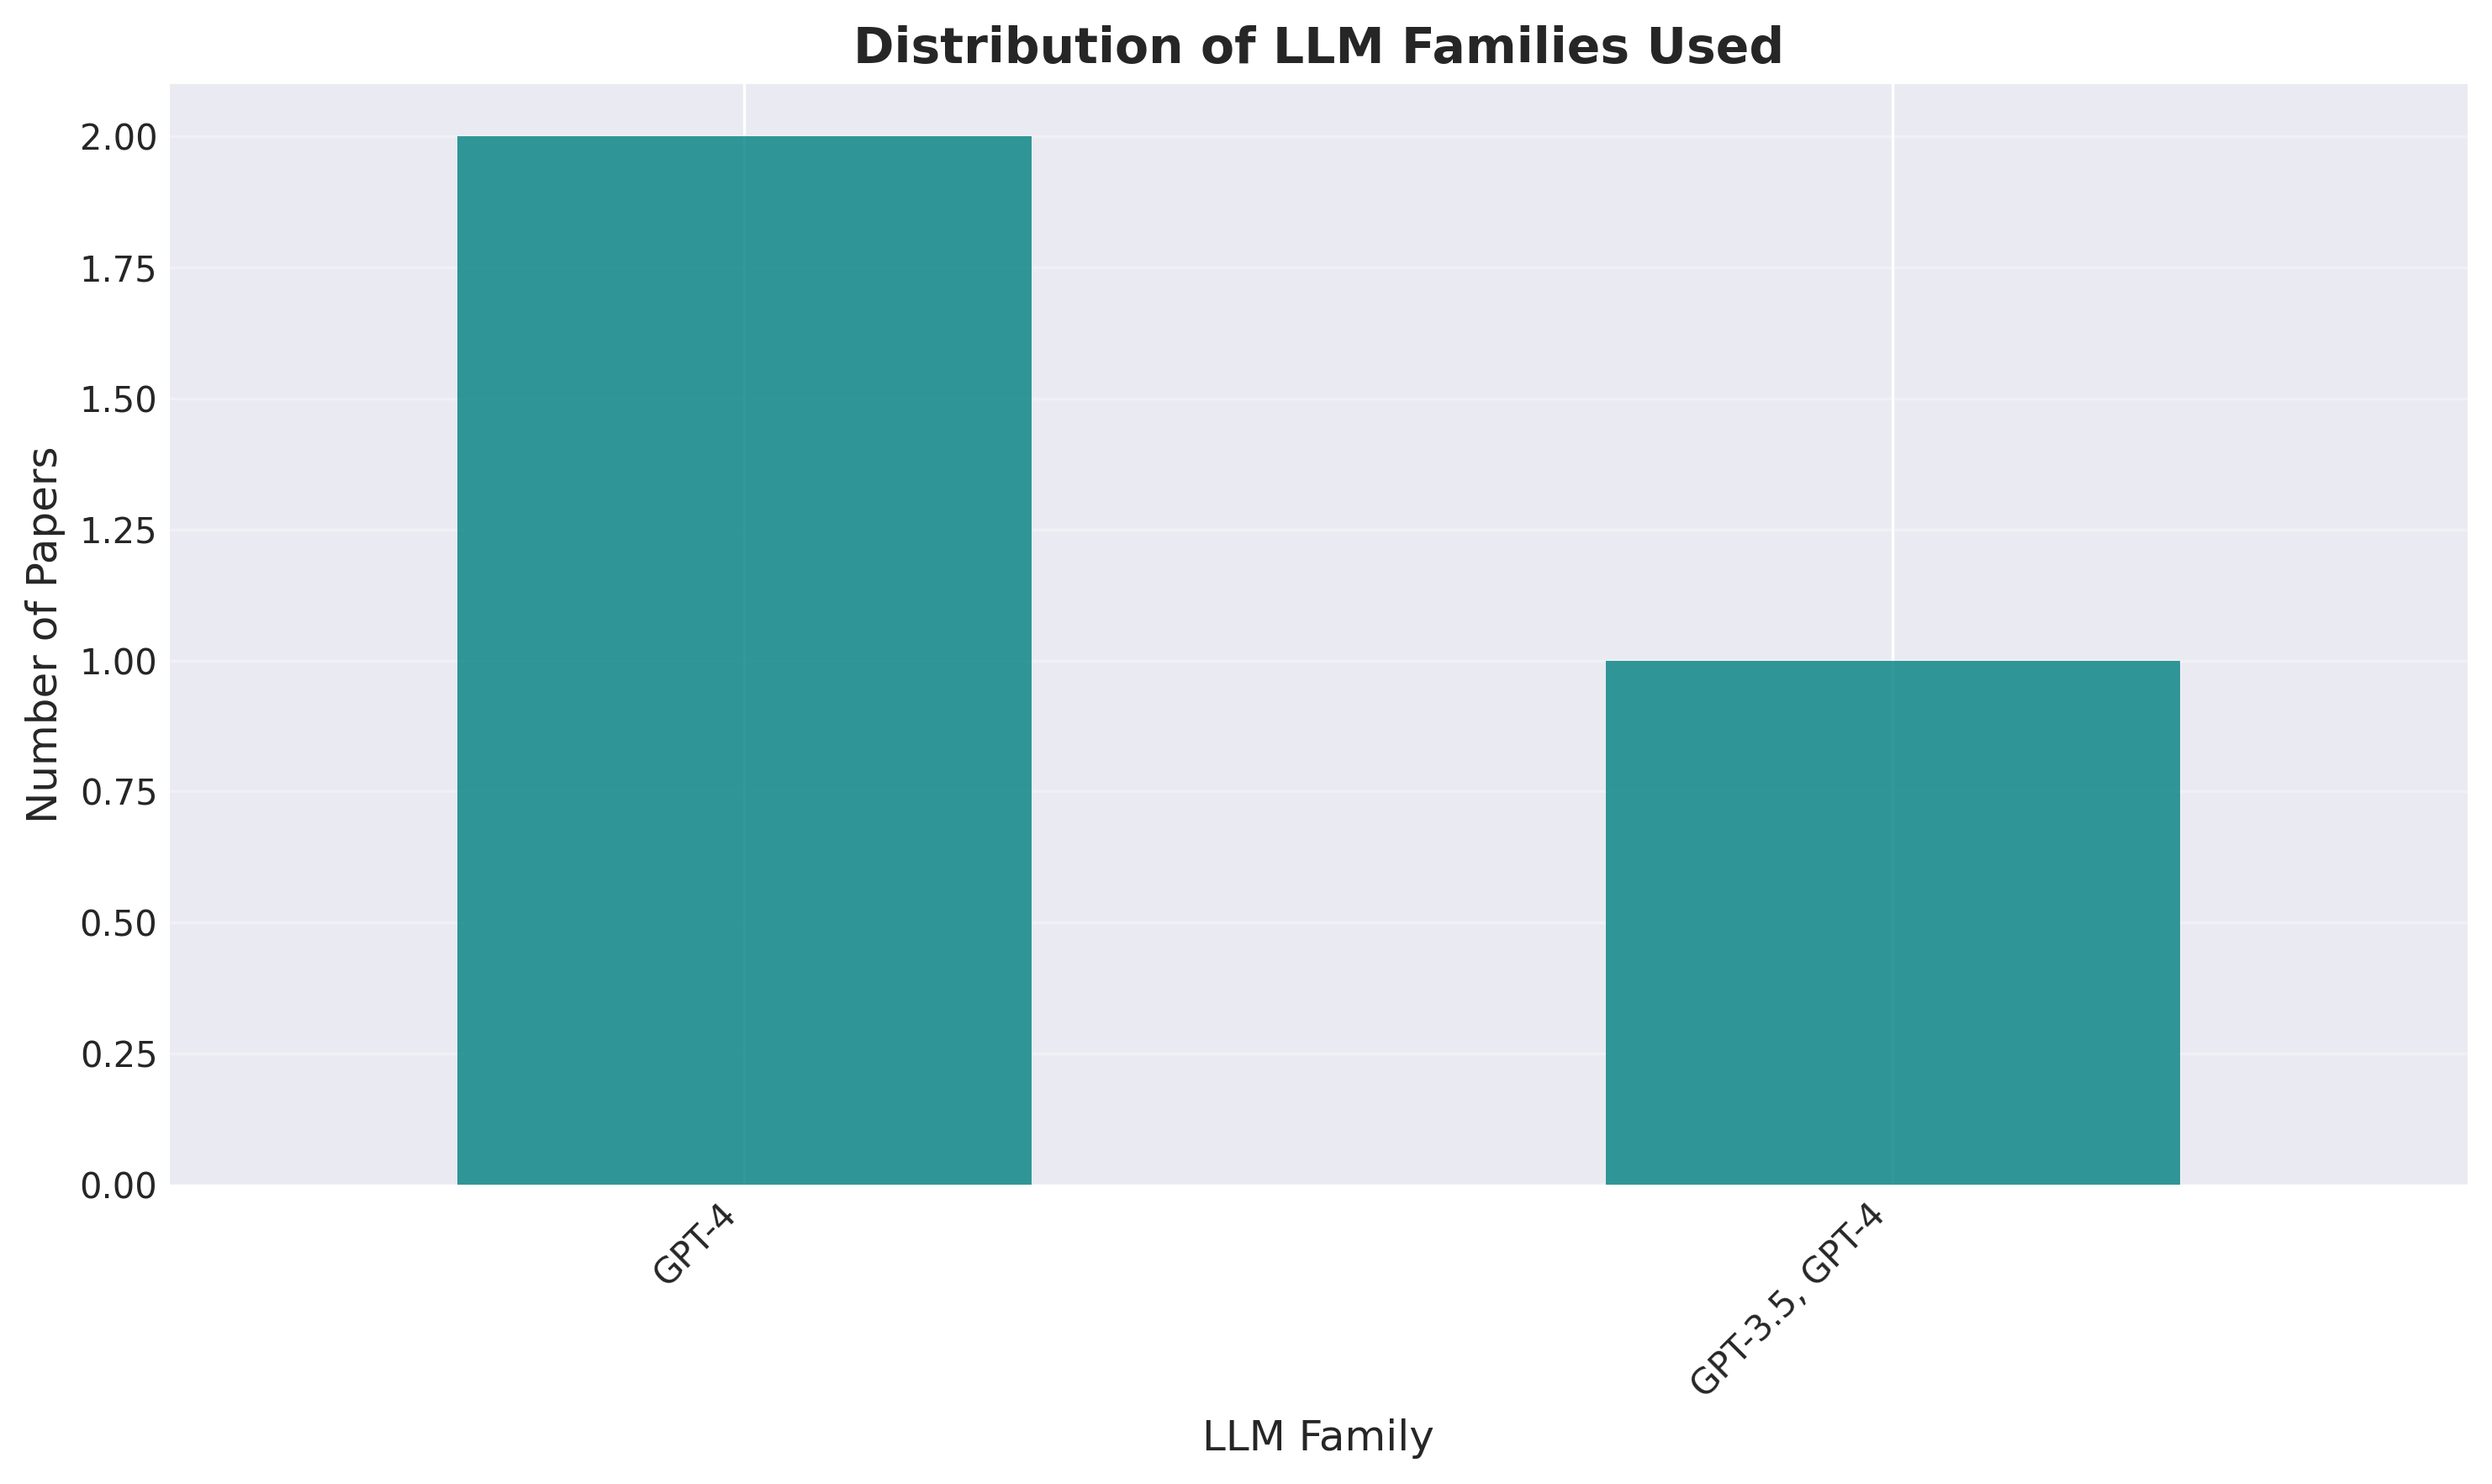 Distribution of LLM Families Used
Number of Papers
2.00
1.75
1.50
1.25
1.00
0.75
0.50
0.25
0.00
GPT-4
GPT-3.5, GPT-4
LLM Family